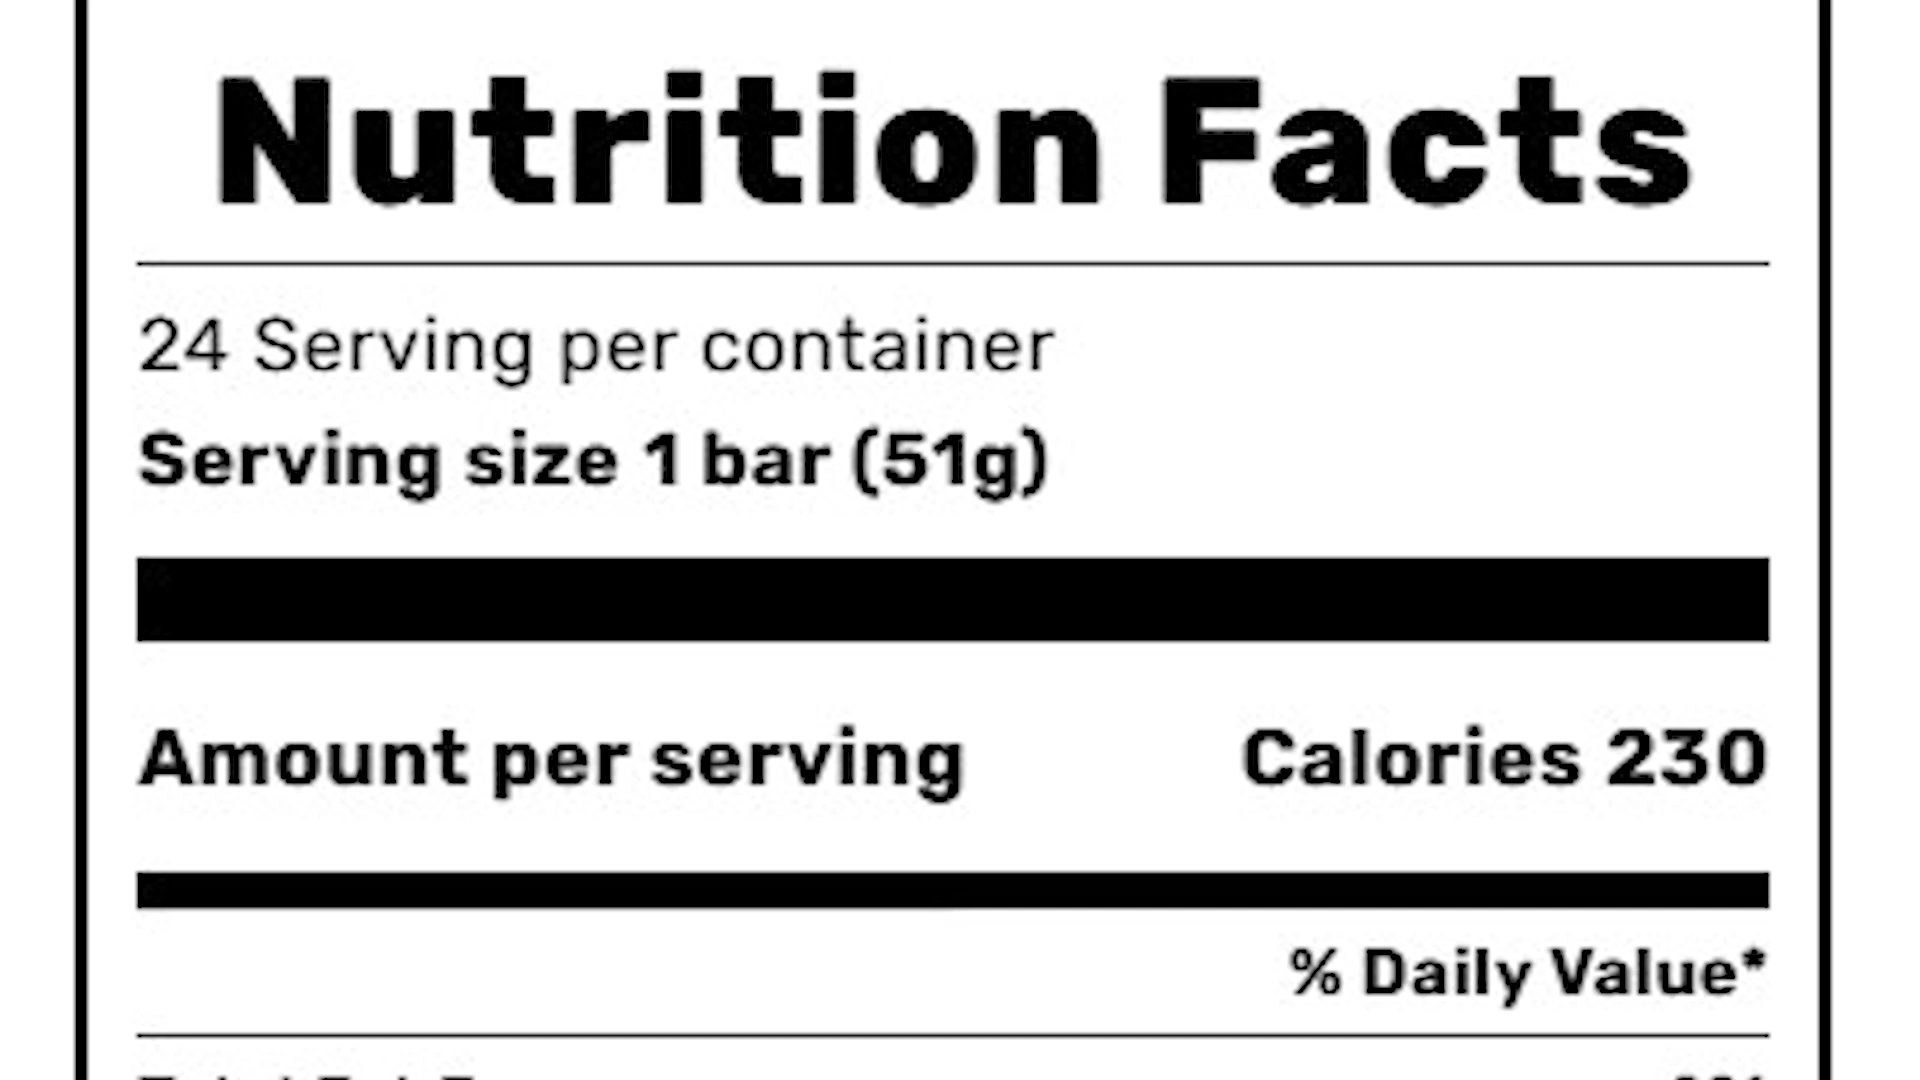 Nutrition Facts
24 Serving per container
Serving size 1 bar (51g)
Amount per serving Calories 230
% Daily Value*